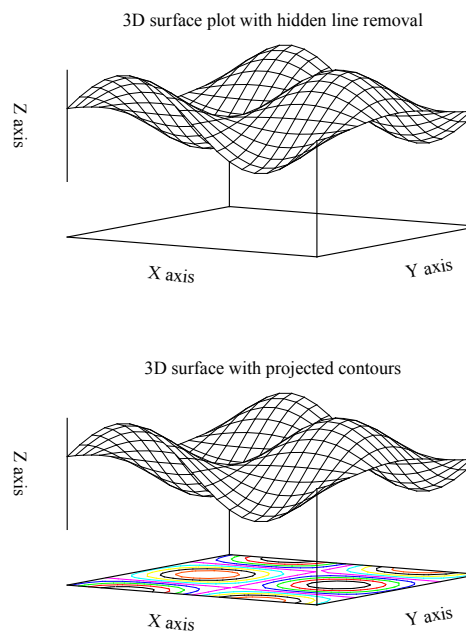 3D surface plot with hidden line removal
Z axis
X axis
Y axis
3D surface with projected contours
Z axis
X axis
Y axis